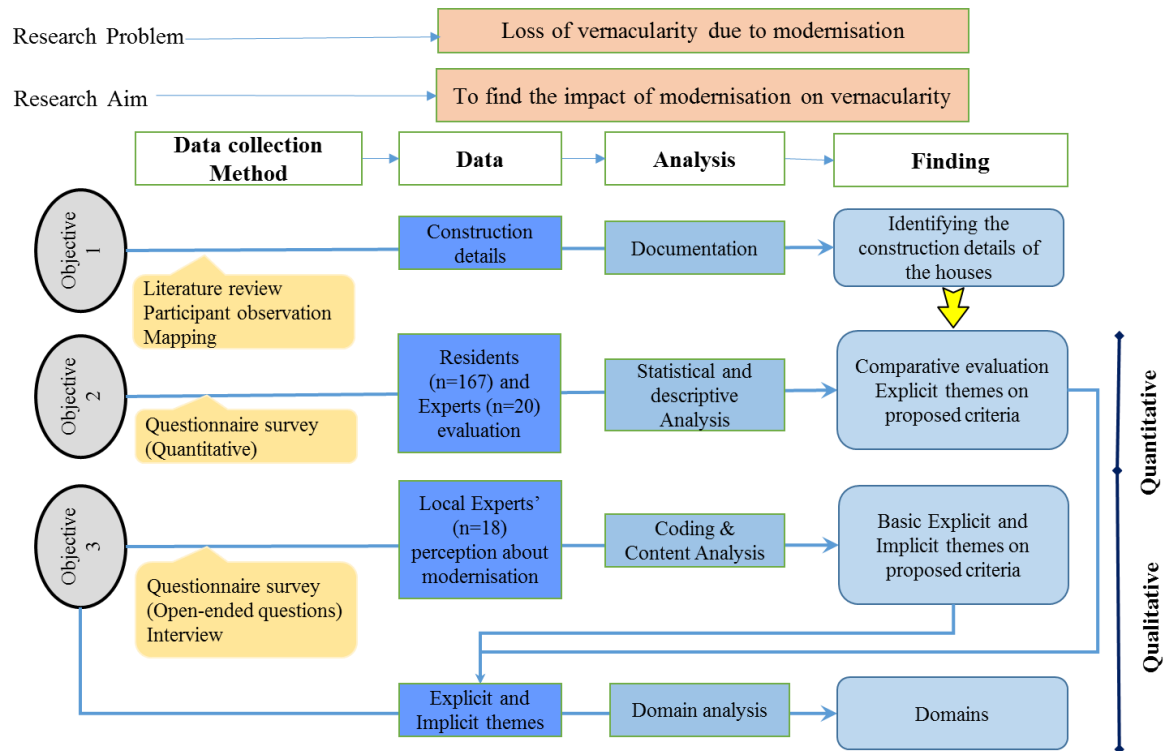 Research Problem
Loss of vernacularity due to modernisation
Research Aim
To find the impact of modernisation on vernacularity
Data collection
Method
Data
Analysis
Finding
Objective
1
Literature review
Participant observation
Mapping
Construction
details
Documentation
Identifying the
construction details of
the houses
Objective
2
Questionnaire survey
(Quantitative)
Residents
(n=167) and
Experts (n=20)
evaluation
Statistical and
descriptive
Analysis
Comparative evaluation
Explicit themes on
proposed criteria
Quantitative
Objective
3
Questionnaire survey
(Open-ended questions)
Interview
Local Experts’
(n=18)
perception about
modernisation
Coding &
Content Analysis
Basic Explicit and
Implicit themes on
proposed criteria
Qualitative
Explicit and
Implicit themes
Domain analysis
Domains